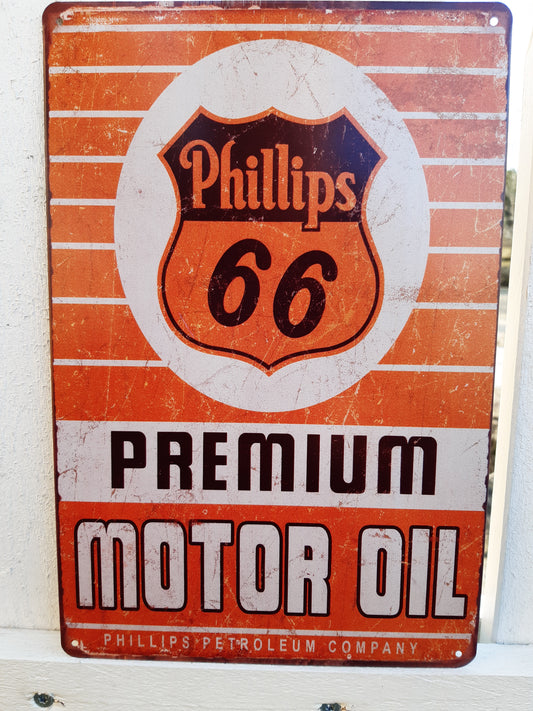 Phillips
66
PREMIUM
MOTOR OIL
PHILLIPS PETROLEUM COMPANY